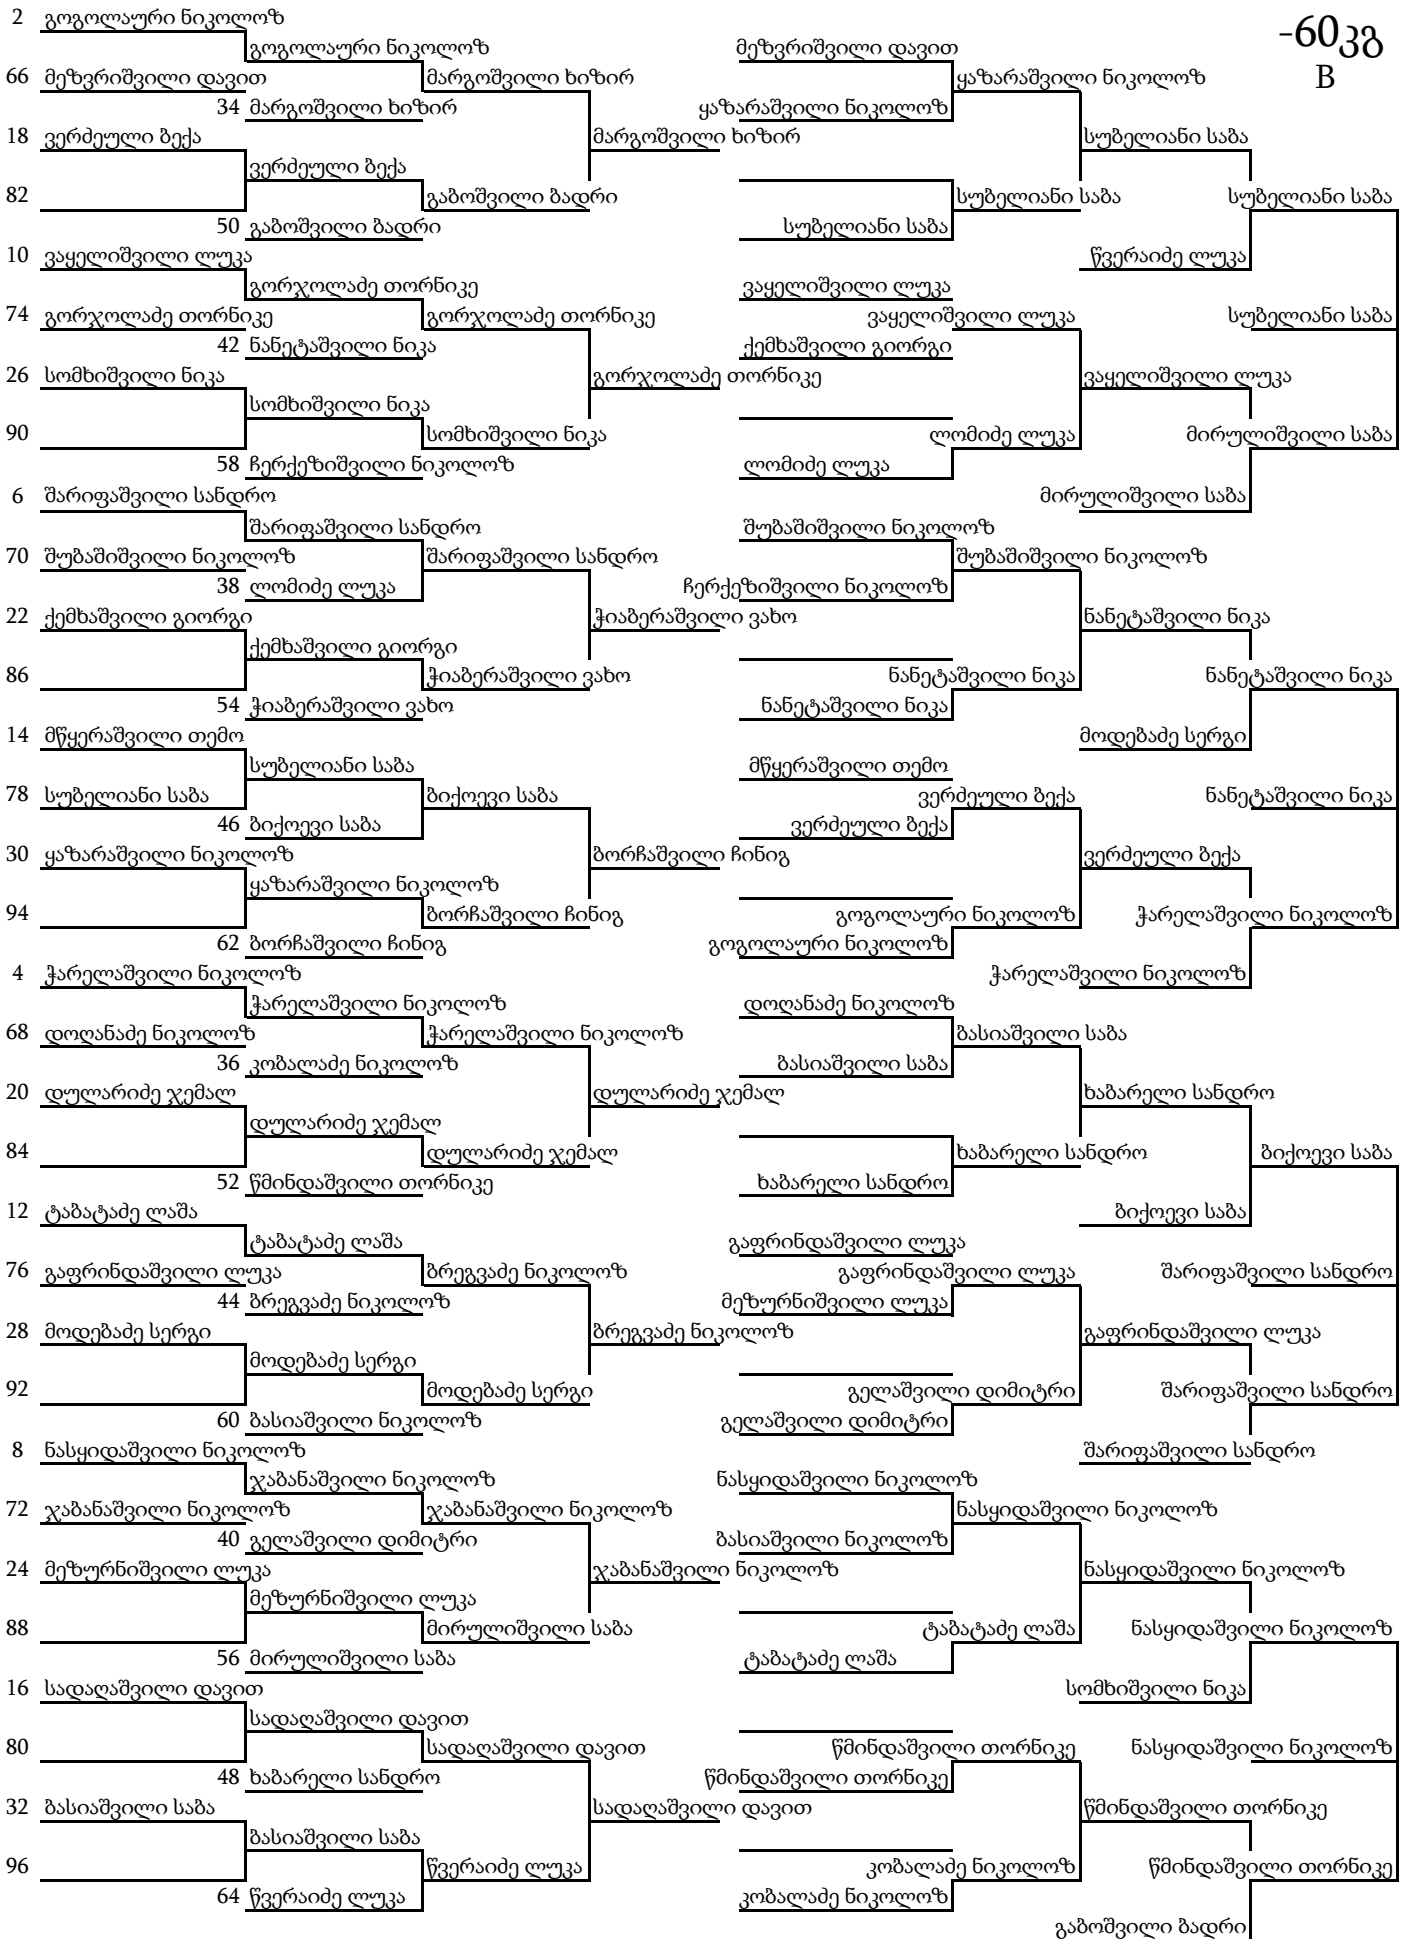 2 გოგოლაური ნიკოლოზ
-60კგ
გოგოლაური ნიკოლოზ მეზვრიშვილი დავით
66 მეზვრიშვილი დავით მარგოშვილი ხიზირ ყაზარაშვილი ნიკოლოზ B
34 მარგოშვილი ხიზირ ყაზარაშვილი ნიკოლოზ
18 ვერძეული ბექა მარგოშვილი ხიზირ სუბელიანი საბა
ვერძეული ბექა
82 გაბოშვილი ბადრი სუბელიანი საბა სუბელიანი საბა
50 გაბოშვილი ბადრი სუბელიანი საბა
10 ვაყელიშვილი ლუკა წვერაიძე ლუკა
გორჯოლაძე თორნიკე ვაყელიშვილი ლუკა
74 გორჯოლაძე თორნიკე გორჯოლაძე თორნიკე ვაყელიშვილი ლუკა სუბელიანი საბა
42 ნანეტაშვილი ნიკა ქემხაშვილი გიორგი
26 სომხიშვილი ნიკა გორჯოლაძე თორნიკე ვაყელიშვილი ლუკა
სომხიშვილი ნიკა
90 სომხიშვილი ნიკა ლომიძე ლუკა მირულიშვილი საბა
58 ჩერქეზიშვილი ნიკოლოზ ლომიძე ლუკა
6 შარიფაშვილი სანდრო მირულიშვილი საბა
შარიფაშვილი სანდრო შუბაშიშვილი ნიკოლოზ
70 შუბაშიშვილი ნიკოლოზ შარიფაშვილი სანდრო შუბაშიშვილი ნიკოლოზ
38 ლომიძე ლუკა ჩერქეზიშვილი ნიკოლოზ
22 ქემხაშვილი გიორგი ჭიაბერაშვილი ვახო ნანეტაშვილი ნიკა
ქემხაშვილი გიორგი
86 ჭიაბერაშვილი ვახო ნანეტაშვილი ნიკა ნანეტაშვილი ნიკა
54 ჭიაბერაშვილი ვახო ნანეტაშვილი ნიკა
14 მწყერაშვილი თემო მოდებაძე სერგი
სუბელიანი საბა მწყერაშვილი თემო
78 სუბელიანი საბა ბიქოევი საბა ვერძეული ბექა ნანეტაშვილი ნიკა
46 ბიქოევი საბა ვერძეული ბექა
30 ყაზარაშვილი ნიკოლოზ ბორჩაშვილი ჩინიგ ვერძეული ბექა
ყაზარაშვილი ნიკოლოზ
94 ბორჩაშვილი ჩინიგ გოგოლაური ნიკოლოზ ჭარელაშვილი ნიკოლოზ
62 ბორჩაშვილი ჩინიგ გოგოლაური ნიკოლოზ
4 ჭარელაშვილი ნიკოლოზ ჭარელაშვილი ნიკოლოზ
ჭარელაშვილი ნიკოლოზ დოღანაძე ნიკოლოზ
68 დოღანაძე ნიკოლოზ ჭარელაშვილი ნიკოლოზ ბასიაშვილი საბა
36 კობალაძე ნიკოლოზ ბასიაშვილი საბა
20 დულარიძე ჯემალ დულარიძე ჯემალ ხაბარელი სანდრო
დულარიძე ჯემალ
84 დულარიძე ჯემალ ხაბარელი სანდრო ბიქოევი საბა
52 წმინდაშვილი თორნიკე ხაბარელი სანდრო
12 ტაბატაძე ლაშა ბიქოევი საბა
ტაბატაძე ლაშა გაფრინდაშვილი ლუკა
76 გაფრინდაშვილი ლუკა ბრეგვაძე ნიკოლოზ გაფრინდაშვილი ლუკა შარიფაშვილი სანდრო
44 ბრეგვაძე ნიკოლოზ მეზურნიშვილი ლუკა
28 მოდებაძე სერგი ბრეგვაძე ნიკოლოზ გაფრინდაშვილი ლუკა
მოდებაძე სერგი
92 მოდებაძე სერგი გელაშვილი დიმიტრი შარიფაშვილი სანდრო
60 ბასიაშვილი ნიკოლოზ გელაშვილი დიმიტრი
8 ნასყიდაშვილი ნიკოლოზ შარიფაშვილი სანდრო
ჯაბანაშვილი ნიკოლოზ ნასყიდაშვილი ნიკოლოზ
72 ჯაბანაშვილი ნიკოლოზ ჯაბანაშვილი ნიკოლოზ ნასყიდაშვილი ნიკოლოზ
40 გელაშვილი დიმიტრი ბასიაშვილი ნიკოლოზ
24 მეზურნიშვილი ლუკა ჯაბანაშვილი ნიკოლოზ ნასყიდაშვილი ნიკოლოზ
მეზურნიშვილი ლუკა
88 მირულიშვილი საბა ტაბატაძე ლაშა ნასყიდაშვილი ნიკოლოზ
56 მირულიშვილი საბა ტაბატაძე ლაშა
16 სადაღაშვილი დავით სომხიშვილი ნიკა
სადაღაშვილი დავით
80 სადაღაშვილი დავით წმინდაშვილი თორნიკე ნასყიდაშვილი ნიკოლოზ
48 ხაბარელი სანდრო წმინდაშვილი თორნიკე
32 ბასიაშვილი საბა სადაღაშვილი დავით წმინდაშვილი თორნიკე
ბასიაშვილი საბა
96 წვერაიძე ლუკა კობალაძე ნიკოლოზ წმინდაშვილი თორნიკე
64 წვერაიძე ლუკა კობალაძე ნიკოლოზ
გაბოშვილი ბადრი